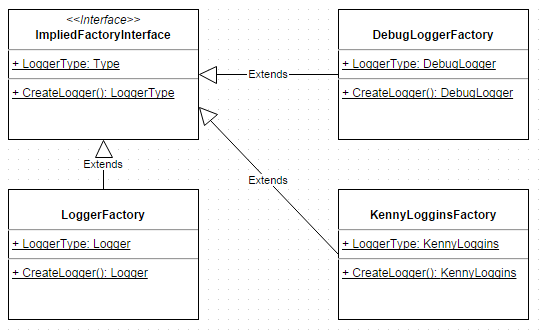 <<Interface>>
ImpliedFactoryInterface
+ LoggerType: Type
+ CreateLogger(): LoggerType
DebugLoggerFactory
+ LoggerType: DebugLogger
+ CreateLogger(): DebugLogger
Extends
Extends
Extends
LoggerFactory
+ LoggerType: Logger
+ CreateLogger(): Logger
KennyLogginsFactory
+ LoggerType: KennyLoggins
+ CreateLogger(): KennyLoggins